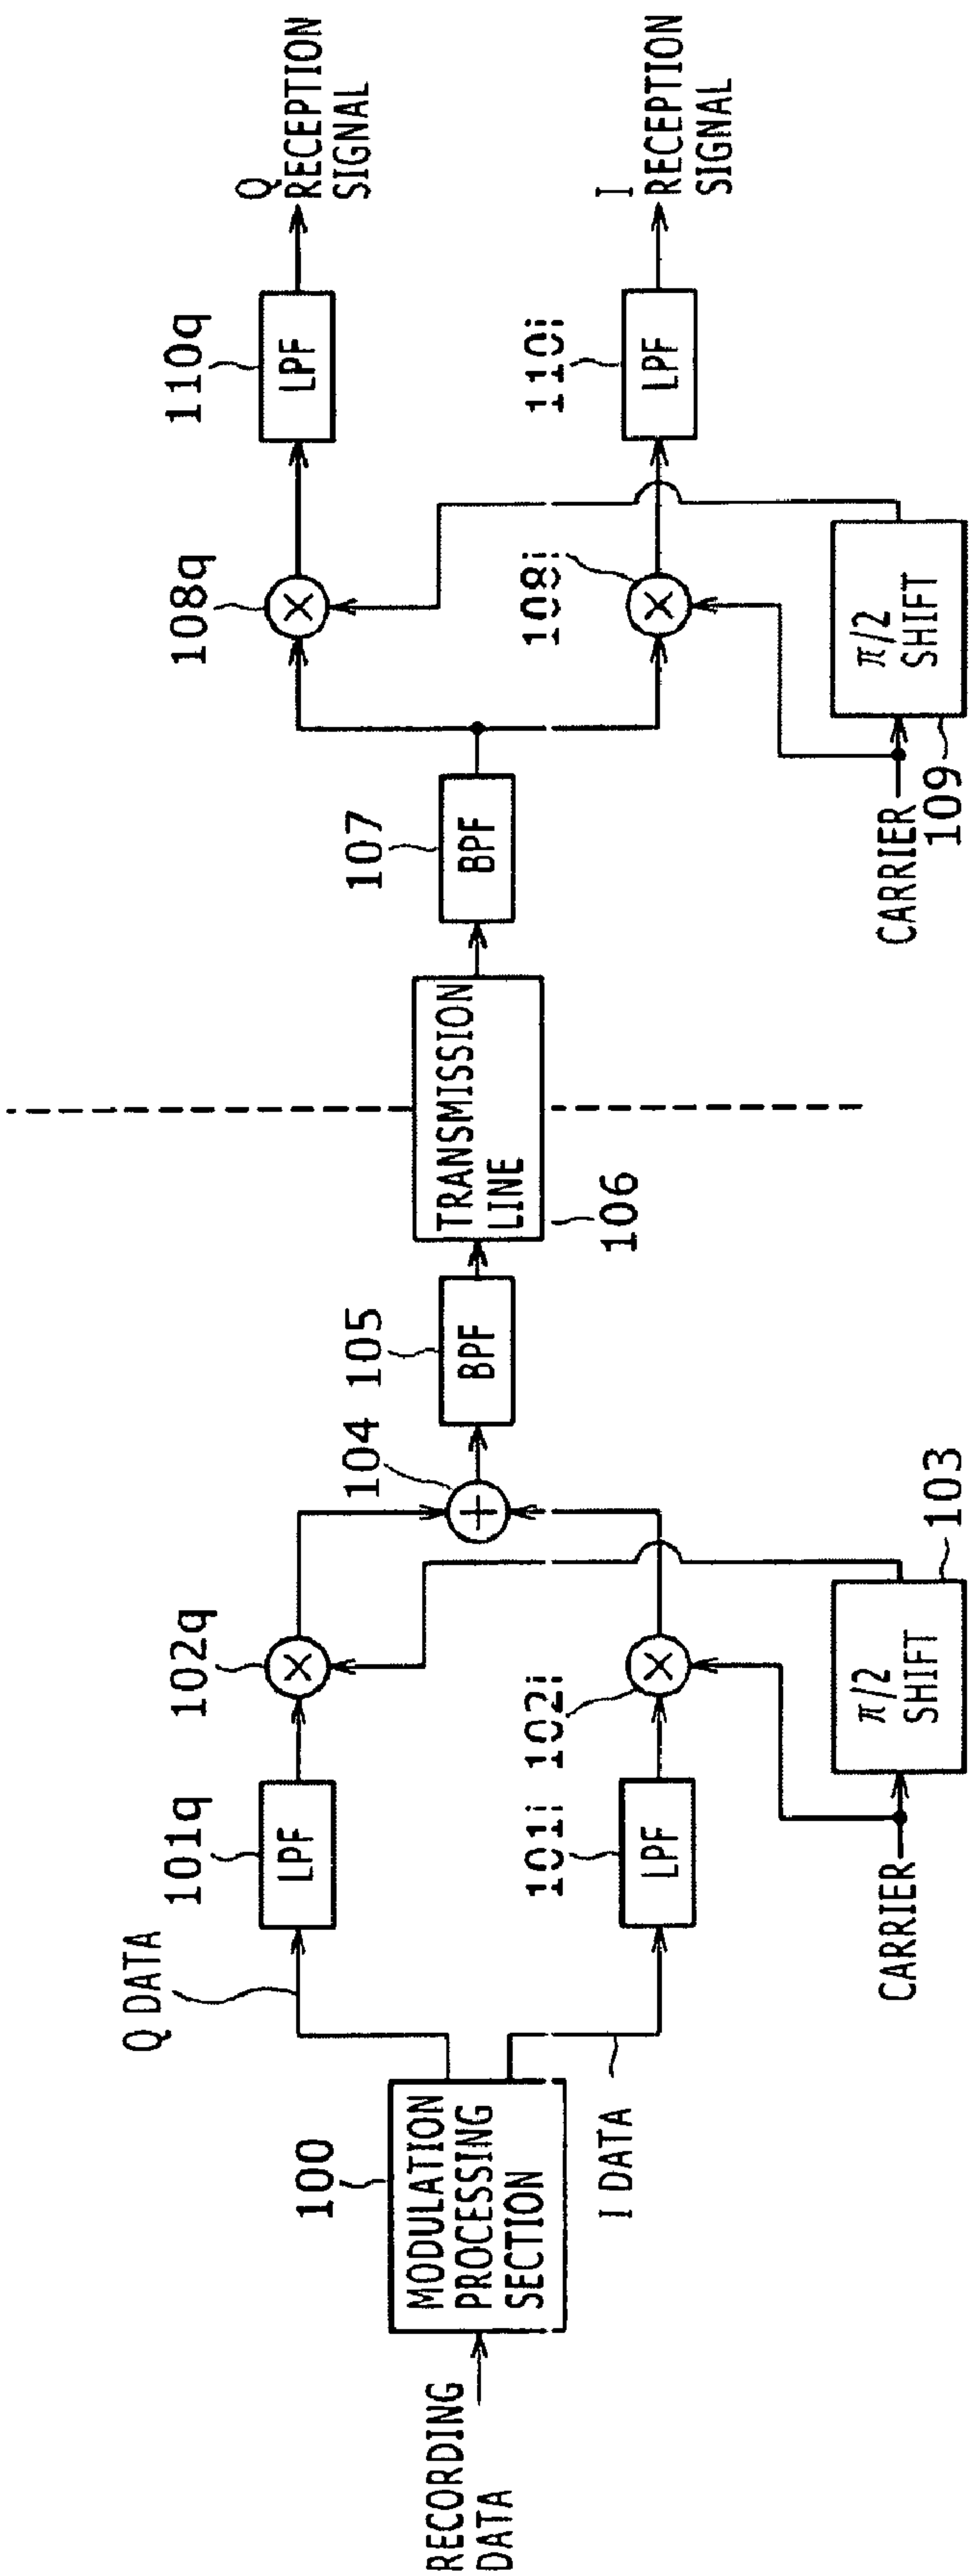 RECORDING
DATA
100
MODULATION
PROCESSING
SECTION
Q DATA
I DATA
101q
LPF
101i
LPF
102q
102i
CARRIER
π/2
SHIFT
103
104
105
BPF
TRANSMISSION
LINE
106
107
BPF
108q
108i
CARRIER
109
π/2
SHIFT
110q
LPF
110i
LPF
Q
RECEPTION
SIGNAL
I
RECEPTION
SIGNAL